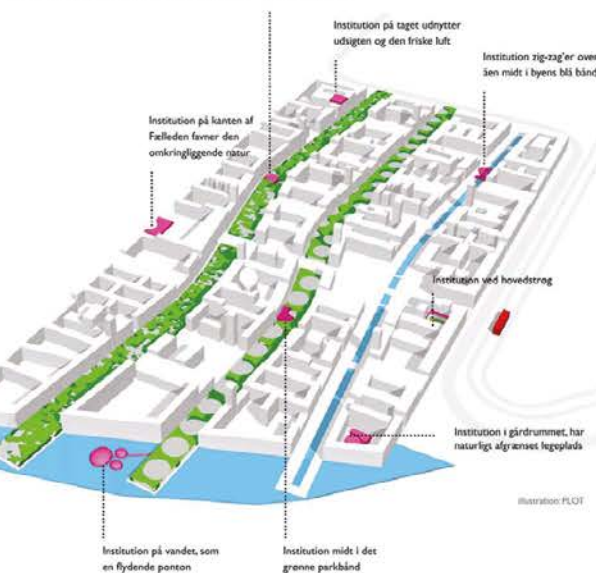 Institution på taget udnytter
udsigten og den friske luft
Institution zig-zag'er over
åen midt i byens blå bånd
Institution på kanten af
Fælleden favner den
omkringliggende natur
Institution ved hovedstrøg
Institution i gårdrummet, har
naturligt afgrænset legeplads
illustration: PLOT
Institution på vandet, som
en flydende ponton
Institution midt i det
grønne parkbånd